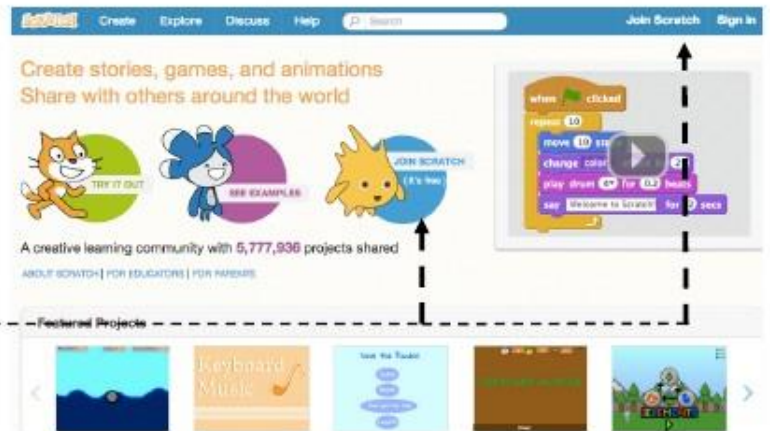 SCRATCH Create Explore Discuss Help Search Join Scratch Sign in
Create stories, games, and animations
Share with others around the world
TRY IT OUT
SEE EXAMPLES
JOIN SCRATCH
(it's free)
A creative learning community with 5,777,936 projects shared
ABOUT SCRATCH | FOR EDUCATORS | FOR PARENTS
when clicked
repeat 10
move 10
change color
play drum for 0.2 beats
say Welcome to Scratch! for 2 secs
Featured Projects
Keyboard
Music